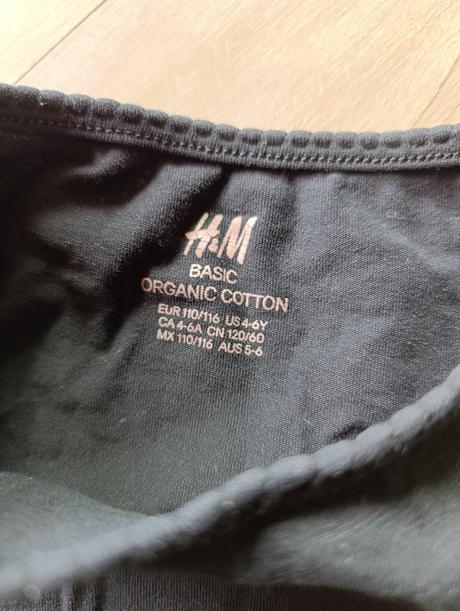 H&M
BASIC
ORGANIC COTTON
EUR 110/116 US 4-6Y
CA 4-6A CN 120/60
MX 110/116 AUS 5-6